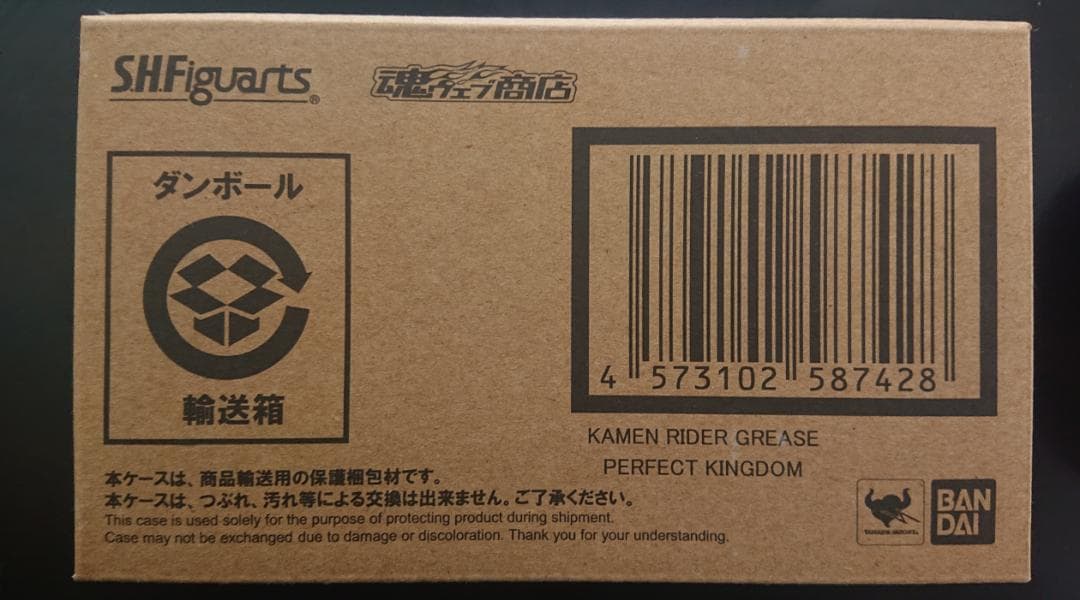 S.H.Figuarts®
魂ウェブ商店
ダンボール
輸送箱
4 573102 587428
KAMEN RIDER GREASE
PERFECT KINGDOM
本ケースは、商品輸送用の保護梱包材です。
本ケースは、つぶれ、汚れ等による交換は出来ません。ご了承ください。
This case is used solely for the purpose of protecting product during shipment.
Case may not be exchanged due to damage or discoloration. Thank you for your understanding.
TAMASHII NATIONS
BAN
DAI